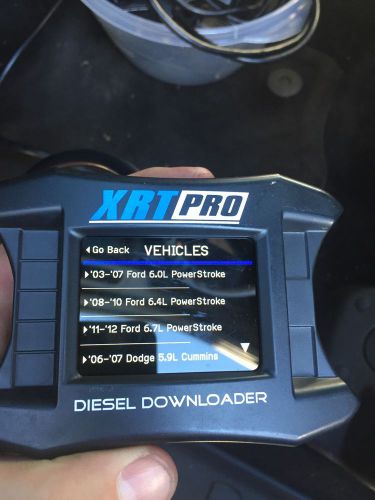 XRT PRO
Go Back VEHICLES
'03-'07 Ford 6.0L PowerStroke
'08-'10 Ford 6.4L PowerStroke
'11-'12 Ford 6.7L PowerStroke
'06-'07 Dodge 5.9L Cummins
DIESEL DOWNLOADER